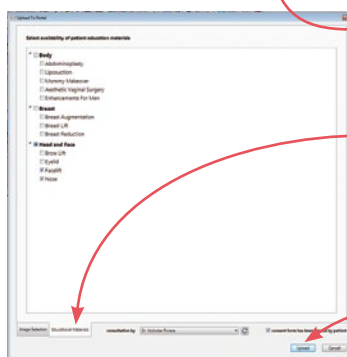 Upload To Portal
Select availability of patient education materials
Body
Abdominoplasty
Liposuction
Mommy Makeover
Aesthetic Vaginal Surgery
Enhancements For Men
Breast
Breast Augmentation
Breast Lift
Breast Reduction
Head and Face
Brow Lift
Eyelid
Facelift
Nose
Image Selection Educational Materials consultation by Dr Nicholas Rivera consent form has been by patient
Upload Cancel